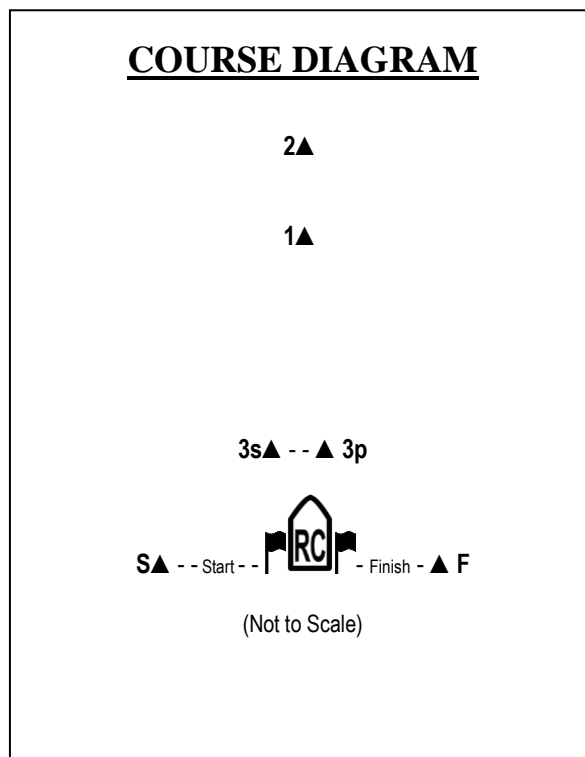 COURSE DIAGRAM
2▲
1▲
3s▲ - - ▲ 3p
RC
S▲ - - Start - - - Finish - ▲ F
(Not to Scale)